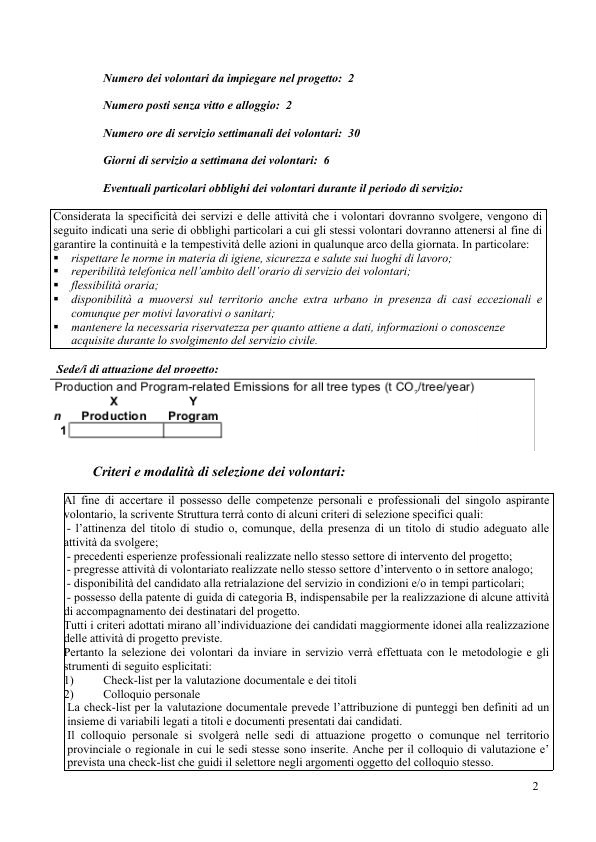 Numero dei volontari da impiegare nel progetto: 2
Numero posti senza vitto e alloggio: 2
Numero ore di servizio settimanali dei volontari: 30
Giorni di servizio a settimana dei volontari: 6
Eventuali particolari obblighi dei volontari durante il periodo di servizio:
Considerata la specificità dei servizi e delle attività che i volontari dovranno svolgere, vengono di
seguito indicati una serie di obblighi particolari a cui gli stessi volontari dovranno attenersi al fine di
garantire la continuità e la tempestività delle azioni in qualunque arco della giornata. In particolare:
▪ rispettare le norme in materia di igiene, sicurezza e salute sui luoghi di lavoro;
▪ reperibilità telefonica nell’ambito dell’orario di servizio dei volontari;
▪ flessibilità oraria;
▪ disponibilità a muoversi sul territorio anche extra urbano in presenza di casi eccezionali e
comunque per motivi lavorativi o sanitari;
▪ mantenere la necessaria riservatezza per quanto attiene a dati, informazioni o conoscenze
acquisite durante lo svolgimento del servizio civile.
Sede/i di attuazione del progetto:
Production and Program-related Emissions for all tree types (t CO₂/tree/year)
X Y
n Production Program
1
Criteri e modalità di selezione dei volontari:
Al fine di accertare il possesso delle competenze personali e professionali del singolo aspirante
volontario, la scrivente Struttura terrà conto di alcuni criteri di selezione specifici quali:
- l’attinenza del titolo di studio o, comunque, della presenza di un titolo di studio adeguato alle
attività da svolgere;
- precedenti esperienze professionali realizzate nello stesso settore di intervento del progetto;
- pregresse attività di volontariato realizzate nello stesso settore d’intervento o in settore analogo;
- disponibilità del candidato alla retrialazione del servizio in condizioni e/o in tempi particolari;
- possesso della patente di guida di categoria B, indispensabile per la realizzazione di alcune attività
di accompagnamento dei destinatari del progetto.
Tutti i criteri adottati mirano all’individuazione dei candidati maggiormente idonei alla realizzazione
delle attività di progetto previste.
Pertanto la selezione dei volontari da inviare in servizio verrà effettuata con le metodologie e gli
strumenti di seguito esplicitati:
1) Check-list per la valutazione documentale e dei titoli
2) Colloquio personale
La check-list per la valutazione documentale prevede l’attribuzione di punteggi ben definiti ad un
insieme di variabili legati a titoli e documenti presentati dai candidati.
Il colloquio personale si svolgerà nelle sedi di attuazione progetto o comunque nel territorio
provinciale o regionale in cui le sedi stesse sono inserite. Anche per il colloquio di valutazione e’
prevista una check-list che guidi il selettore negli argomenti oggetto del colloquio stesso.
2